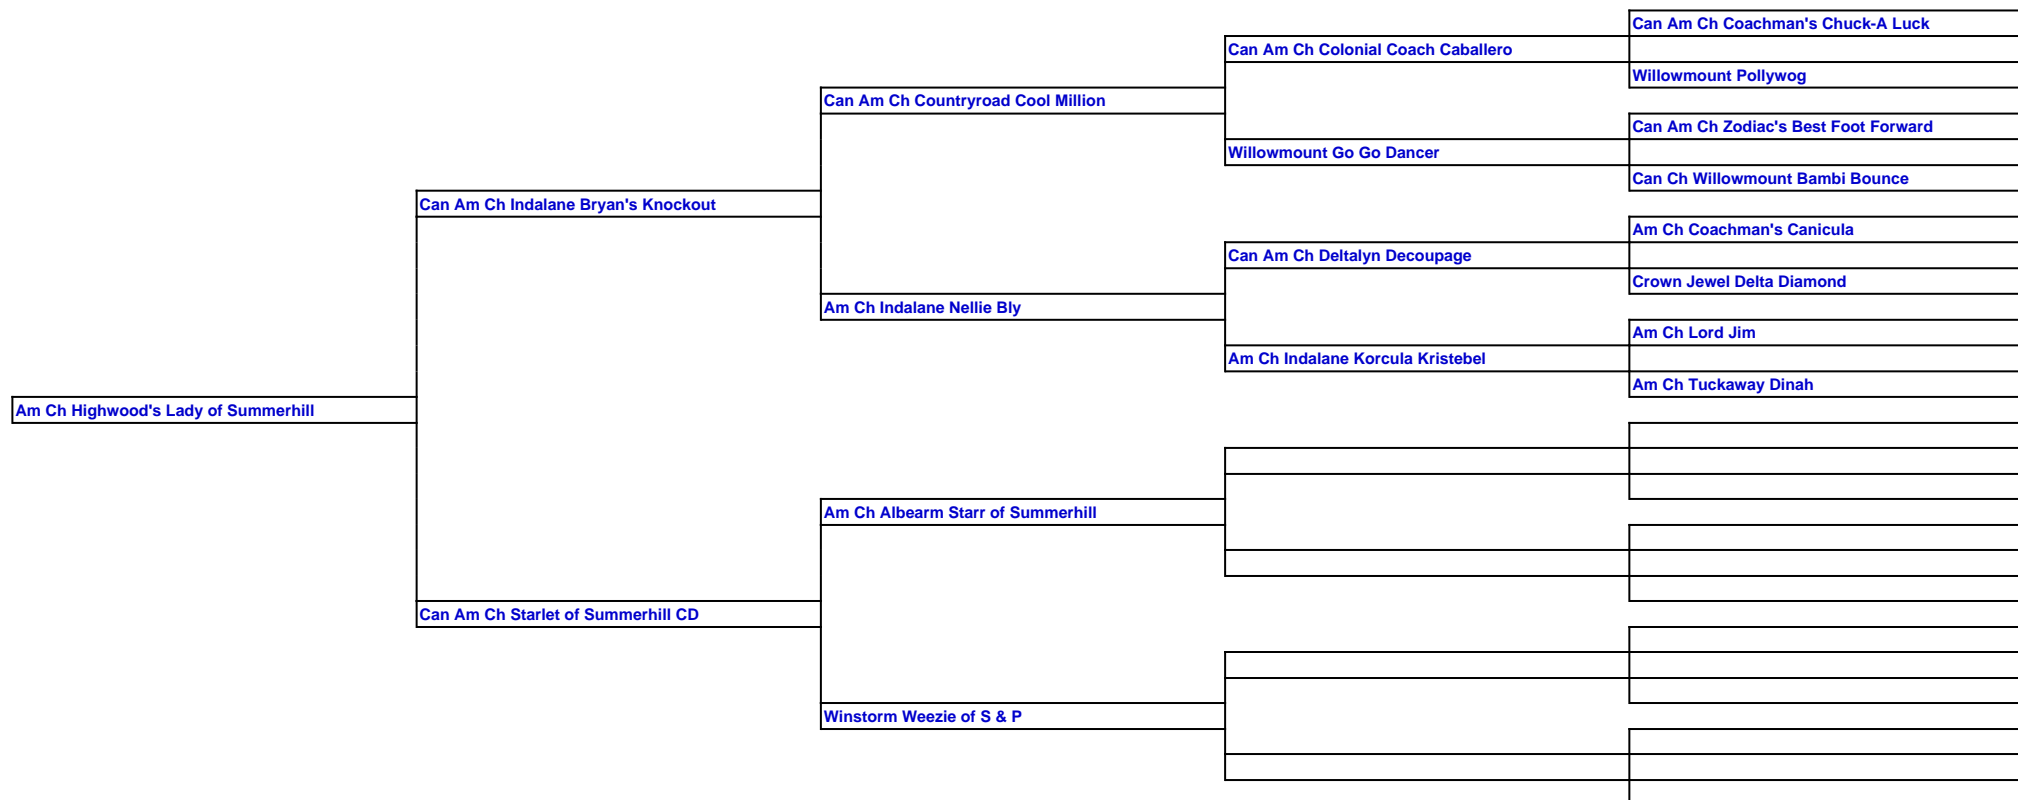 Can Am Ch Coachman's Chuck-A Luck
Can Am Ch Colonial Coach Caballero
Willowmount Pollywog
Can Am Ch Countryroad Cool Million
Can Am Ch Zodiac's Best Foot Forward
Willowmount Go Go Dancer
Can Ch Willowmount Bambi Bounce
Can Am Ch Indalane Bryan's Knockout
Am Ch Coachman's Canicula
Can Am Ch Deltalyn Decoupage
Crown Jewel Delta Diamond
Am Ch Indalane Nellie Bly
Am Ch Lord Jim
Am Ch Indalane Korcula Kristebel
Am Ch Tuckaway Dinah
Am Ch Highwood's Lady of Summerhill
Am Ch Albearm Starr of Summerhill
Can Am Ch Starlet of Summerhill CD
Winstorm Weezie of S & P